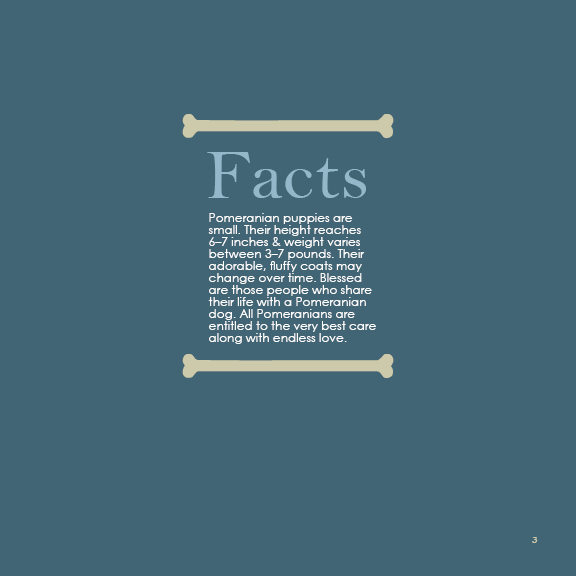 Facts
Pomeranian puppies are
small. Their height reaches
6–7 inches & weight varies
between 3–7 pounds. Their
adorable, fluffy coats may
change over time. Blessed
are those people who share
their life with a Pomeranian
dog. All Pomeranians are
entitled to the very best care
along with endless love.
3